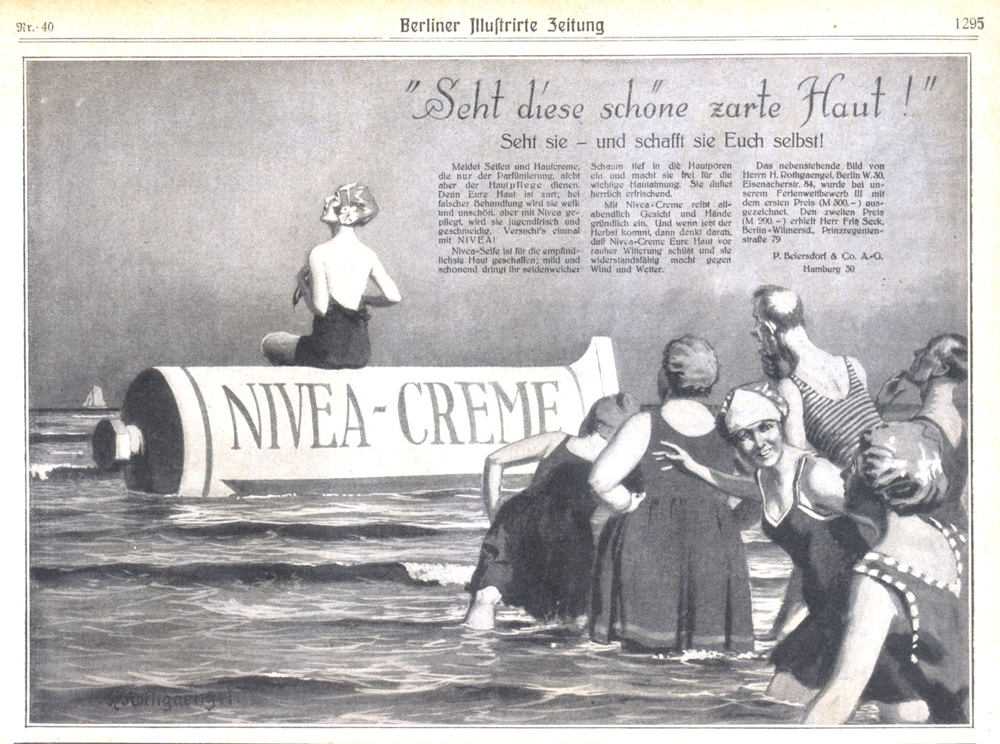 Nr. 40
Berliner Illustrirte Zeitung
1295
"Seht diese schöne zarte Haut!"
Seht sie – und schafft sie Euch selbst!
Meidet Seifen und Hautcreme,
die nur der Parfümierung, nicht
aber der Hautpflege dienen.
Denn Eure Haut ist zart; bei
falscher Behandlung wird sie welk
und unschön, aber mit Nivea ge-
pflegt, wird sie jugendfrisch und
geschmeidig. Versucht's einmal
mit NIVEA!
Nivea-Seife ist für die empfind-
lichste Haut geschaffen; mild und
schonend dringt ihr seidenweicher
Schaum tief in die Hautporen
ein und macht sie frei für die
wichtige Hautatmung. Sie duftet
herrlich erfrischend.
Mit Nivea-Creme reibt all-
abendlich Gesicht und Hände
gründlich ein. Und wenn jetzt der
Herbst kommt, dann denkt daran,
daß Nivea-Creme Eure Haut vor
rauher Witterung schützt und sie
widerstandsfähig macht gegen
Wind und Wetter.
Das nebenstehende Bild von
Herrn H. Rothgaengel, Berlin W.30,
Eisenacherstr. 84, wurde bei un-
serem Ferienwettbewerb III mit
dem ersten Preis (M 300.-) aus-
gezeichnet. Den zweiten Preis
(M 200.-) erhielt Herr Fritz Seck,
Berlin-Wilmersd., Prinzregenten-
straße 79
P. Beiersdorf & Co. A.-G.
Hamburg 30
NIVEA-CREME
H. Rothgaengel.